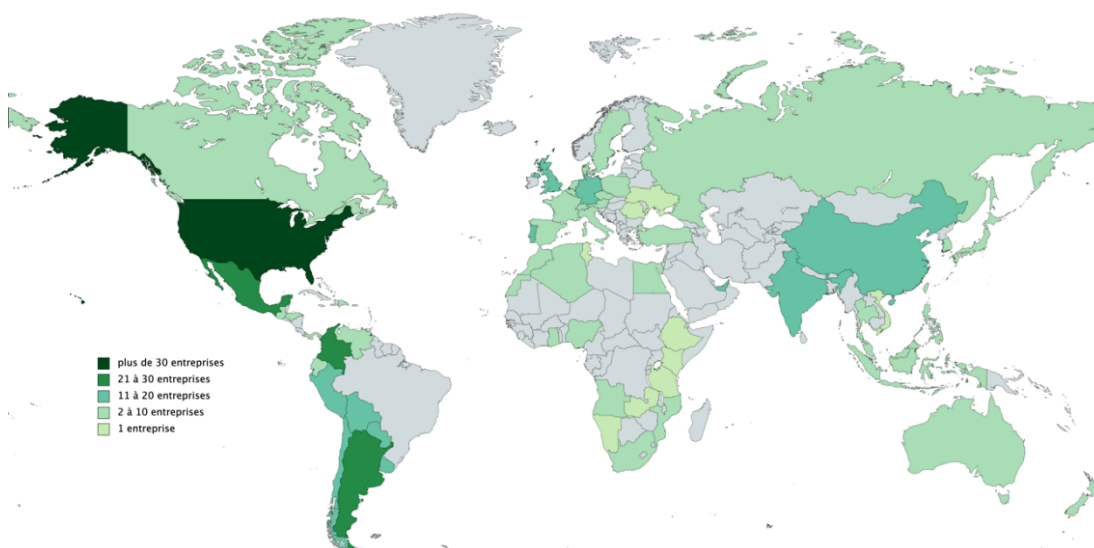 plus de 30 entreprises
21 à 30 entreprises
11 à 20 entreprises
2 à 10 entreprises
1 entreprise